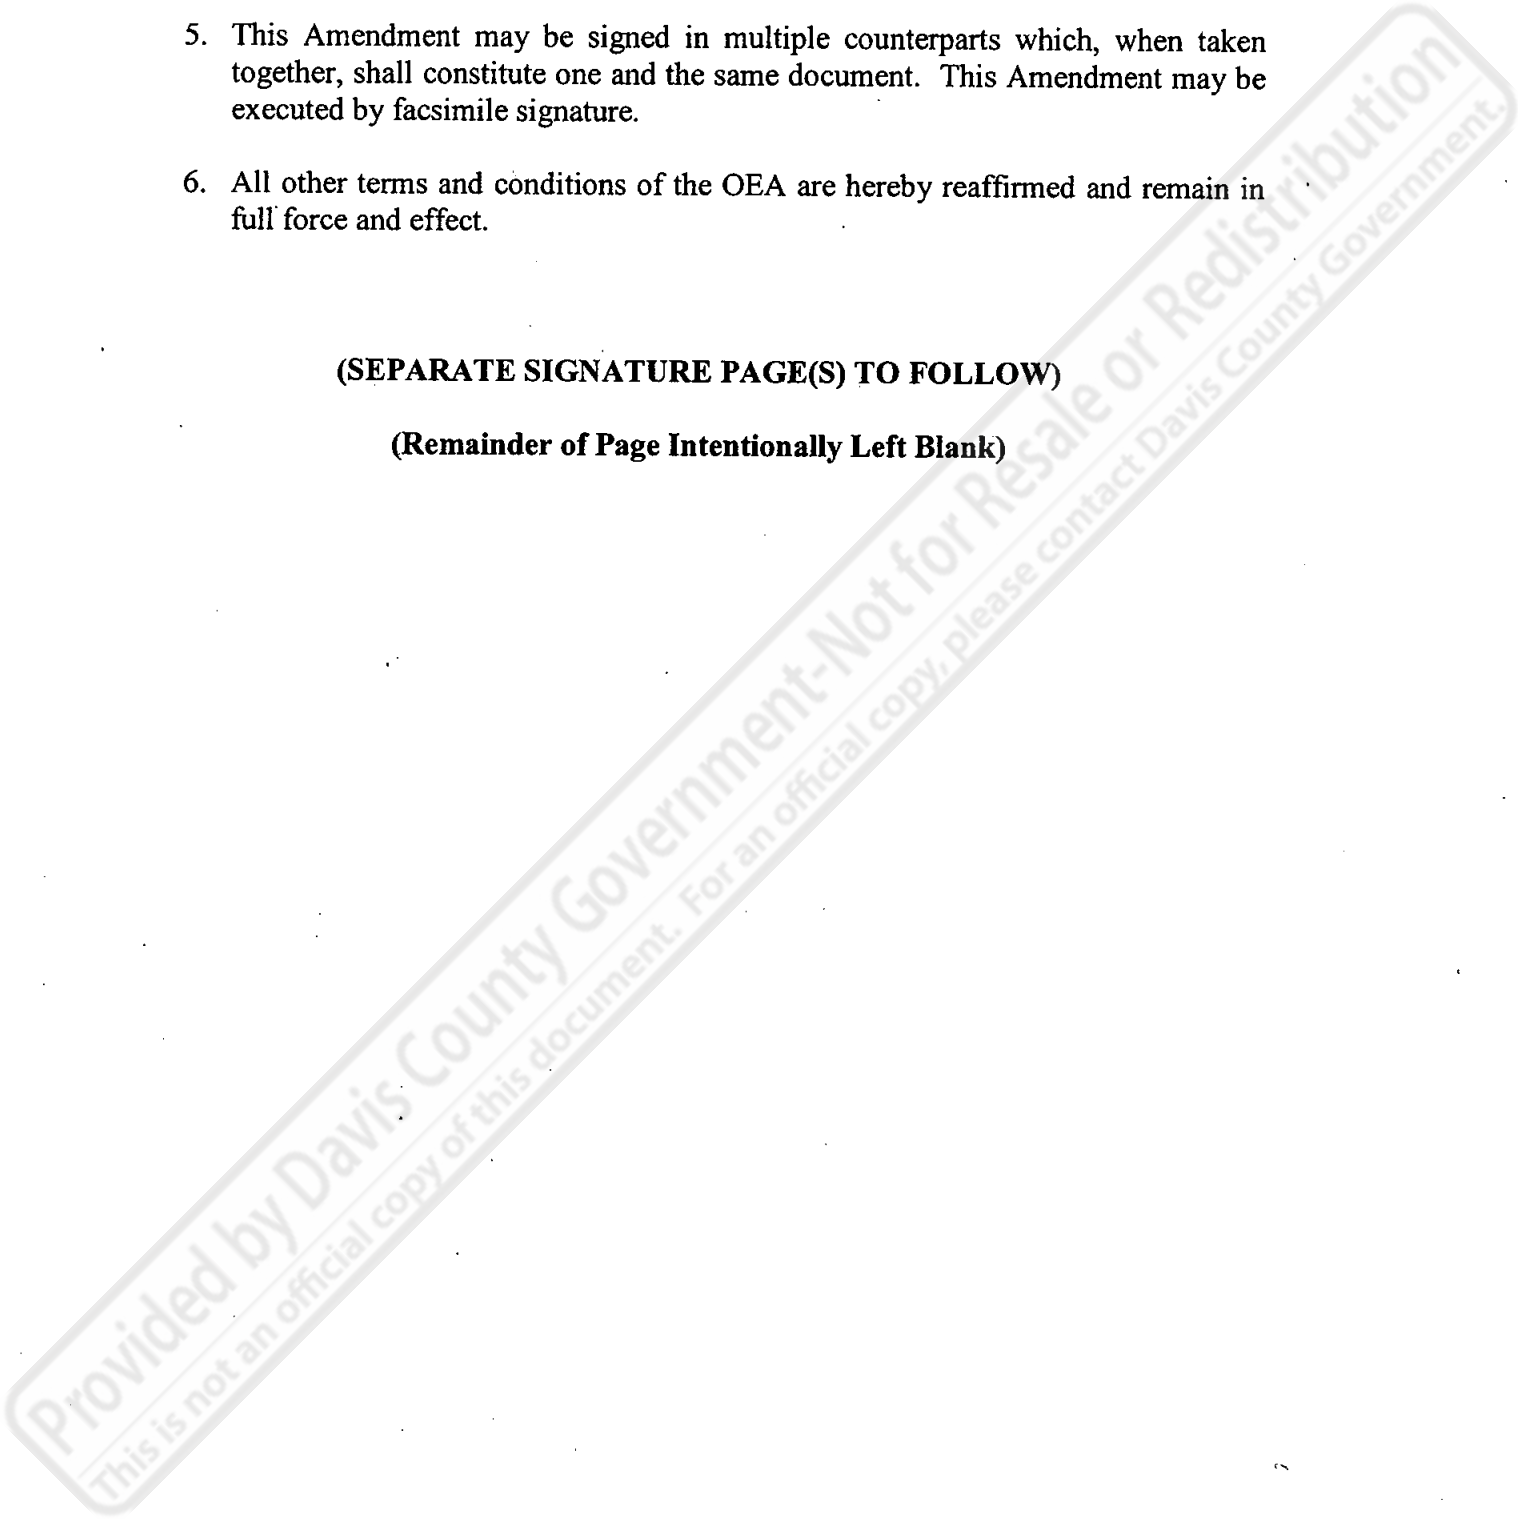 5. This Amendment may be signed in multiple counterparts which, when taken
together, shall constitute one and the same document. This Amendment may be
executed by facsimile signature.
6. All other terms and conditions of the OEA are hereby reaffirmed and remain in
full force and effect.
(SEPARATE SIGNATURE PAGE(S) TO FOLLOW)
(Remainder of Page Intentionally Left Blank)
Provided by Davis County Government-Not for Resale or Redistribution
This is not an official copy of this document. For an official copy, please contact Davis County Government.